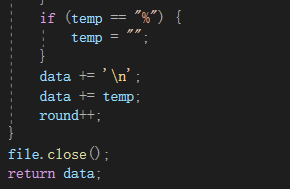 if (temp == "%") {
temp = "";
}
data += '\n';
data += temp;
round++;
}
file.close();
return data;